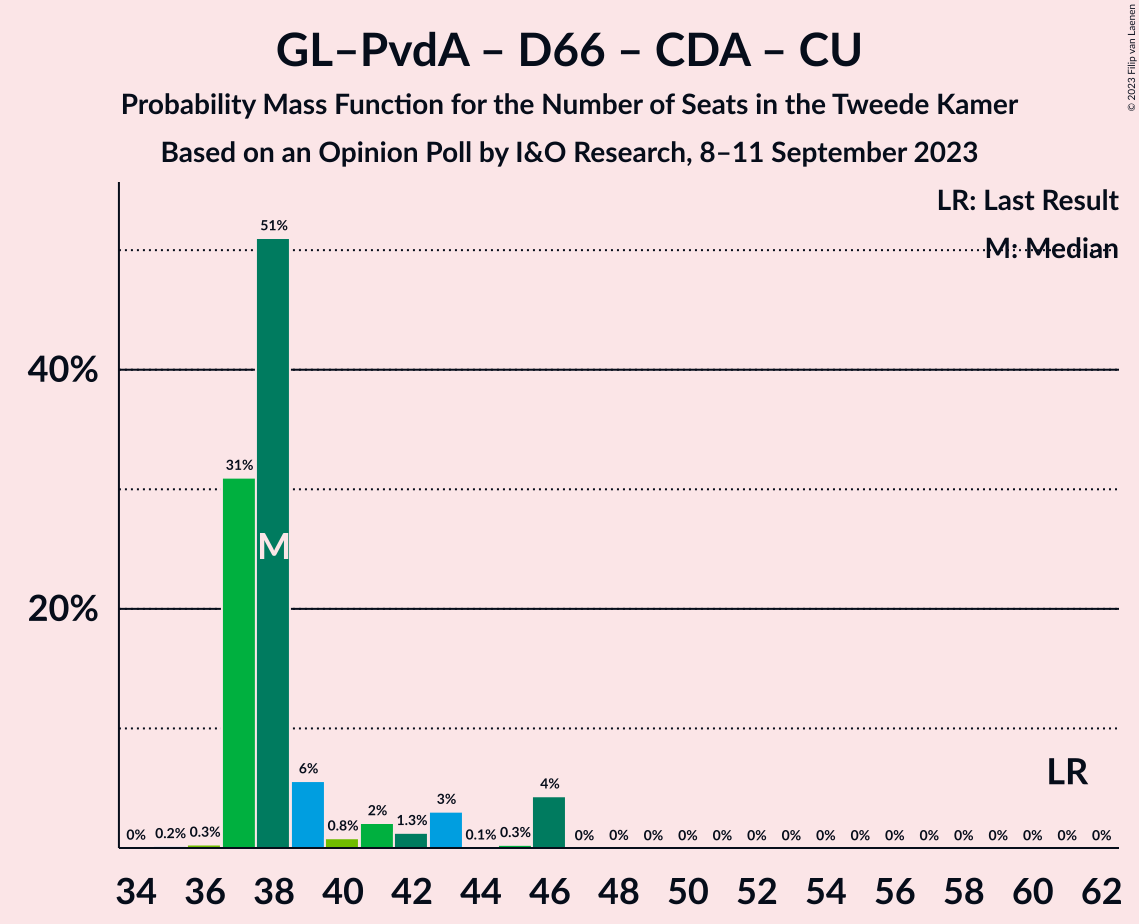 GL–PvdA – D66 – CDA – CU
Probability Mass Function for the Number of Seats in the Tweede Kamer
Based on an Opinion Poll by I&O Research, 8–11 September 2023
© 2023 Filip van Laenen
LR: Last Result
M: Median
51%
40%
31%
M
20%
LR
6%
4%
3%
2%
1.3%
0% 0.2% 0.3% 0.8% 0.1% 0.3% 0% 0% 0% 0% 0% 0% 0% 0% 0% 0% 0% 0% 0% 0% 0% 0%
34 36 38 40 42 44 46 48 50 52 54 56 58 60 62